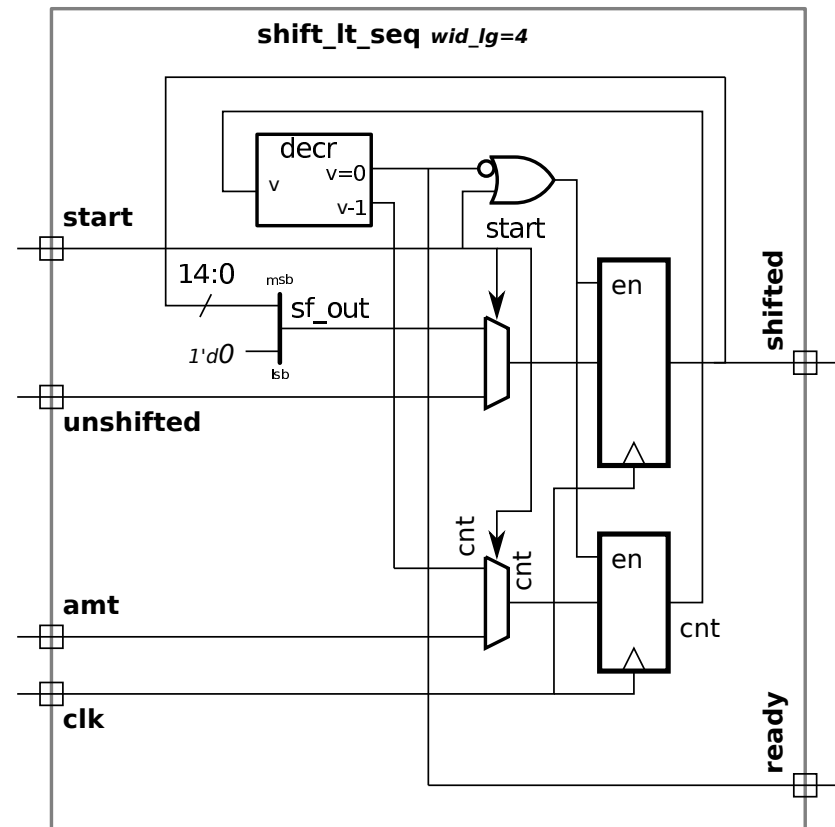 shift_lt_seq wid_lg=4
decr
v=0
v
v-1
start
start
14:0
msb
sf_out
1'd0
lsb
en
shifted
unshifted
cnt
cnt
en
amt
cnt
clk
ready